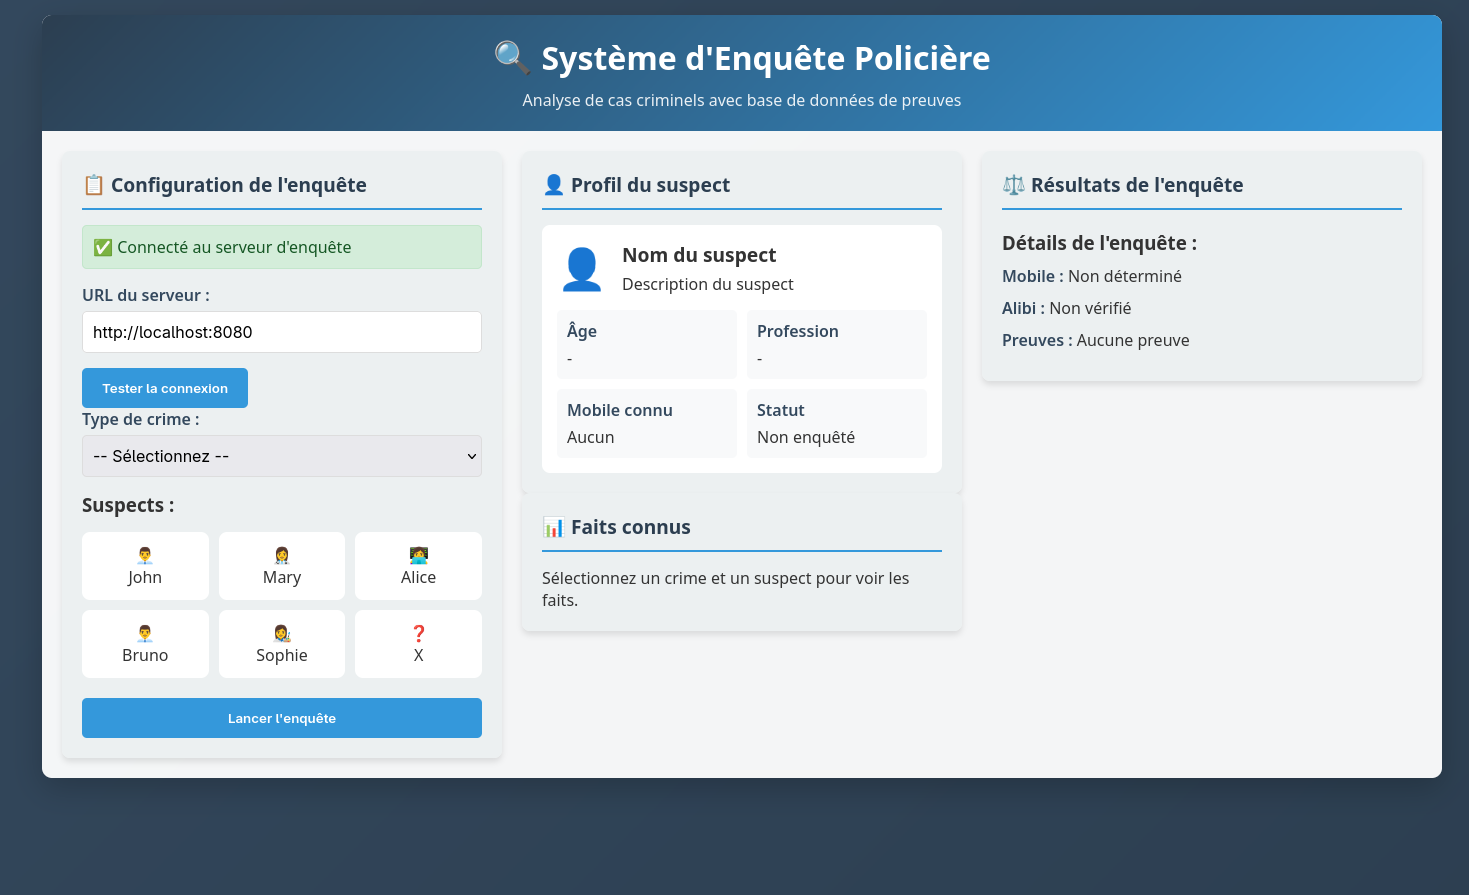 🔍 Système d'Enquête Policière
Analyse de cas criminels avec base de données de preuves
📋 Configuration de l'enquête
✅ Connecté au serveur d'enquête
URL du serveur :
http://localhost:8080
Tester la connexion
Type de crime :
-- Sélectionnez --
Suspects :
John
Mary
Alice
Bruno
Sophie
❓
X
Lancer l'enquête
👤 Profil du suspect
Nom du suspect
Description du suspect
Âge
-
Profession
-
Mobile connu
Aucun
Statut
Non enquêté
📊 Faits connus
Sélectionnez un crime et un suspect pour voir les
faits.
⚖️ Résultats de l'enquête
Détails de l'enquête :
Mobile : Non déterminé
Alibi : Non vérifié
Preuves : Aucune preuve